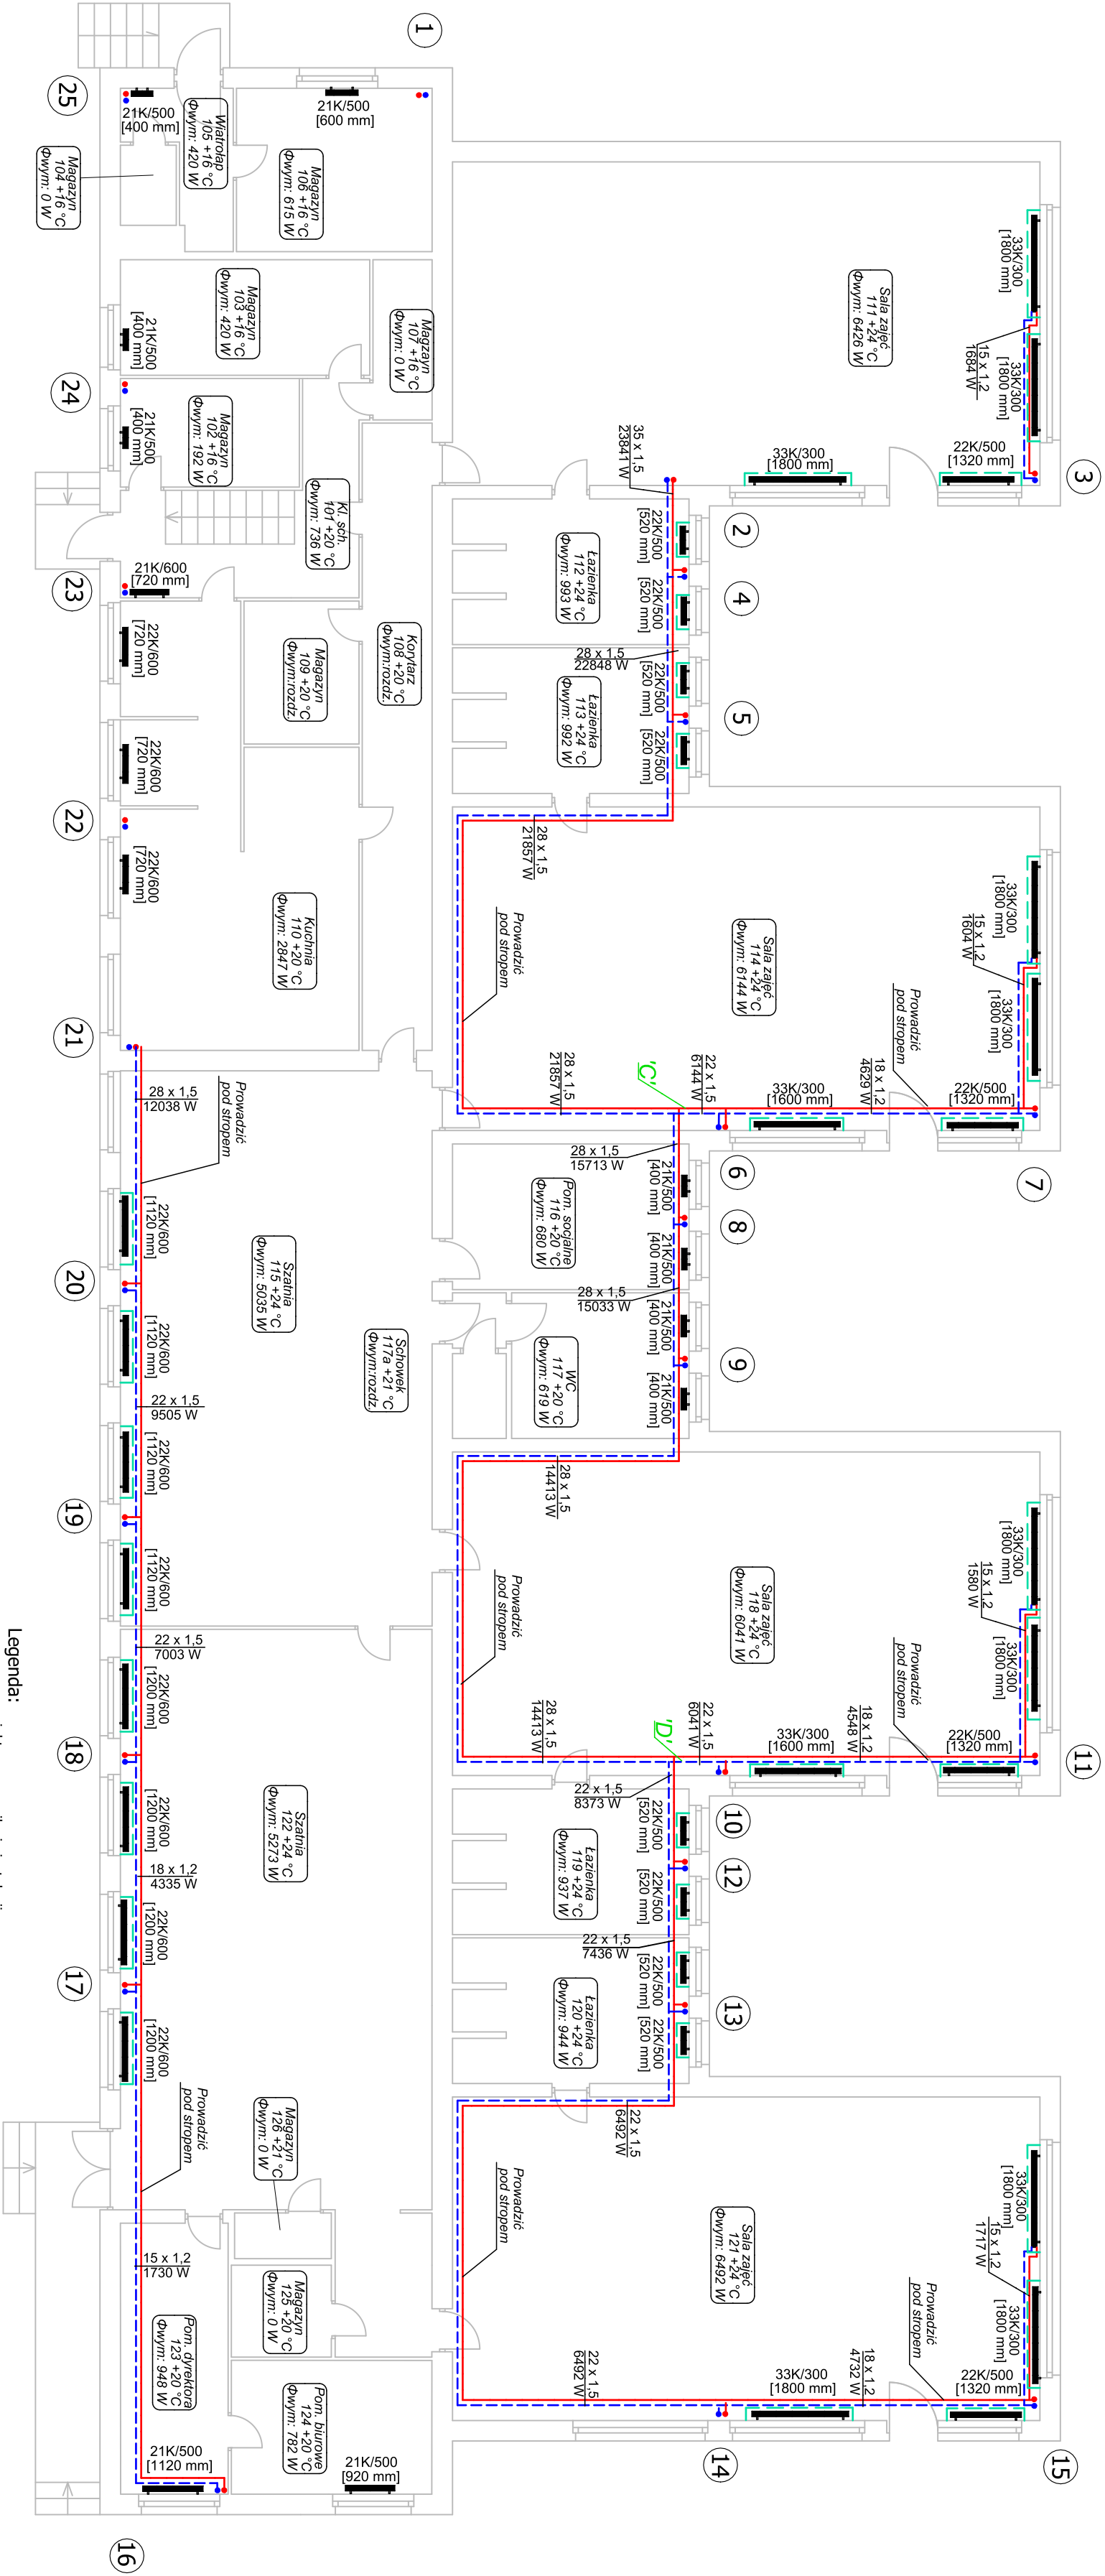 1
25
21K/500
[400 mm]
21K/500
[600 mm]
Wiatrołap
105 +16 °C
Φwym: 420 W
Magazyn
104 +16 °C
Φwym: 0 W
Magazyn
106 +16 °C
Φwym: 615 W
Magazyn
103 +16 °C
Φwym: 420 W
Magzayn
107 +16 °C
Φwym: 0 W
21K/500
[400 mm]
24
21K/500
[400 mm]
Magazyn
102 +16 °C
Φwym: 192 W
Kl. sch.
101 +20 °C
Φwym: 736 W
21K/600
[720 mm]
23
22K/600
[720 mm]
Magazyn
109 +20 °C
Φwym:rozdz.
Korytarz
108 +20 °C
Φwym:rozdz.
22K/600
[720 mm]
22
22K/600
[720 mm]
Kuchnia
110 +20 °C
Φwym: 2847 W
21
Sala zajęć
111 +24 °C
Φwym: 6426 W
33K/300
[1800 mm]
33K/300
[1800 mm]
15 x 1,2
1684 W
33K/300
[1800 mm]
22K/500
[1320 mm]
3
35 x 1,5
23841 W
2
22K/500
[520 mm]
Łazienka
112 +24 °C
Φwym: 993 W
4
22K/500
[520 mm]
28 x 1,5
22848 W
22K/500
[520 mm]
Łazienka
113 +24 °C
Φwym: 992 W
5
22K/500
[520 mm]
28 x 1,5
21857 W
Prowadzić
pod stropem
Sala zajęć
114 +24 °C
Φwym: 6144 W
33K/300
[1800 mm]
15 x 1,2
1604 W
33K/300
[1800 mm]
Prowadzić
pod stropem
28 x 1,5
21857 W
'C'
22 x 1,5
6144 W
33K/300
[1600 mm]
18 x 1,2
4629 W
22K/500
[1320 mm]
7
28 x 1,5
12038 W
Prowadzić
pod stropem
28 x 1,5
15713 W
21K/500
[400 mm]
6
Pom. socjalne
116 +20 °C
Φwym: 680 W
8
21K/500
[400 mm]
28 x 1,5
15033 W
21K/500
[400 mm]
WC
117 +20 °C
Φwym: 619 W
9
21K/500
[400 mm]
22K/600
[1120 mm]
20
Szatnia
115 +24 °C
Φwym: 5035 W
22K/600
[1120 mm]
Schowek
117a +21 °C
Φwym:rozdz.
22 x 1,5
9505 W
22K/600
[1120 mm]
19
22K/600
[1120 mm]
28 x 1,5
14413 W
Prowadzić
pod stropem
Sala zajęć
118 +24 °C
Φwym: 6041 W
33K/300
[1800 mm]
15 x 1,2
1580 W
33K/300
[1800 mm]
Prowadzić
pod stropem
28 x 1,5
14413 W
'D'
22 x 1,5
6041 W
33K/300
[1600 mm]
18 x 1,2
4548 W
22K/500
[1320 mm]
11
Legenda:
22 x 1,5
7003 W
22K/600
[1200 mm]
18
22K/600
[1200 mm]
Szatnia
122 +24 °C
Φwym: 5273 W
18 x 1,2
4335 W
22K/600
[1200 mm]
17
22K/600
[1200 mm]
22 x 1,5
8373 W
22K/500
[520 mm]
10
Łazienka
119 +24 °C
Φwym: 937 W
12
22K/500
[520 mm]
22 x 1,5
7436 W
22K/500
[520 mm]
Łazienka
120 +24 °C
Φwym: 944 W
13
22K/500
[520 mm]
22 x 1,5
6492 W
Prowadzić
pod stropem
Magazyn
126 +21 °C
Φwym: 0 W
Prowadzić
pod stropem
Sala zajęć
121 +24 °C
Φwym: 6492 W
33K/300
[1800 mm]
15 x 1,2
1717 W
33K/300
[1800 mm]
Prowadzić
pod stropem
15 x 1,2
1730 W
Magazyn
125 +20 °C
Φwym: 0 W
Pom. dyrektora
123 +20 °C
Φwym: 948 W
Pom. biurowe
124 +20 °C
Φwym: 782 W
21K/500
[1120 mm]
21K/500
[920 mm]
22 x 1,5
6492 W
33K/300
[1800 mm]
18 x 1,2
4732 W
22K/500
[1320 mm]
14
15
16